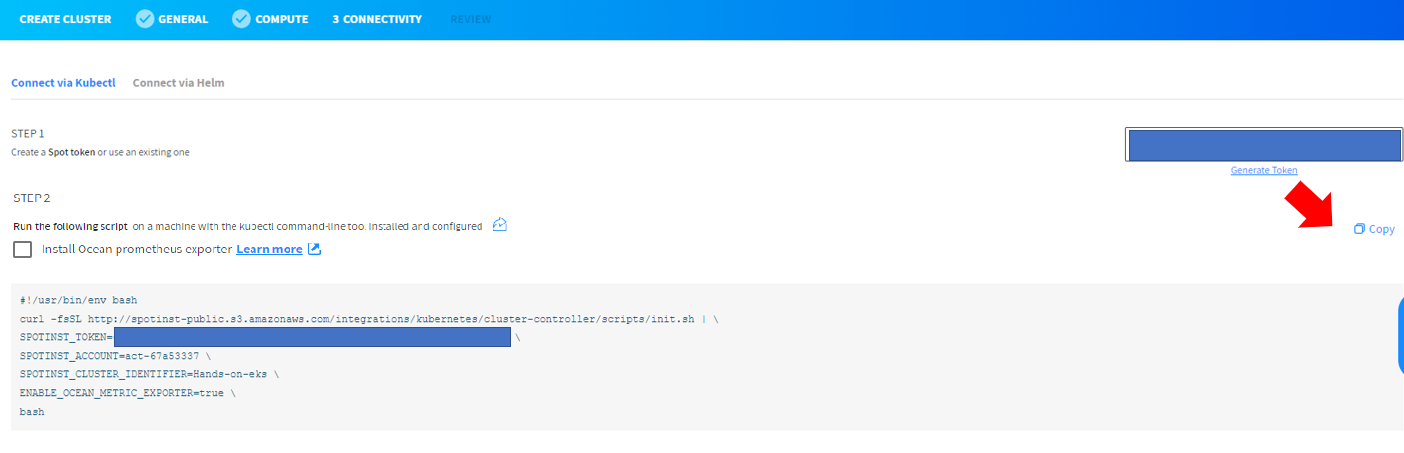 CREATE CLUSTER GENERAL COMPUTE 3 CONNECTIVITY REVIEW
Connect via Kubectl Connect via Helm
STEP 1
Create a Spot token or use an existing one
Generate Token
STEP 2
Run the following script on a machine with the kubectl command-line too. Installed and configured
Copy
Install Ocean prometheus exporter Learn more
#!/usr/bin/env bash
curl -fsSL http://spotinst-public.s3.amazonaws.com/integrations/kubernetes/cluster-controller/scripts/init.sh | \
SPOTINST_TOKEN= \
SPOTINST_ACCOUNT=act-67a53337 \
SPOTINST_CLUSTER_IDENTIFIER=Hands-on-eks \
ENABLE_OCEAN_METRIC_EXPORTER=true \
bash